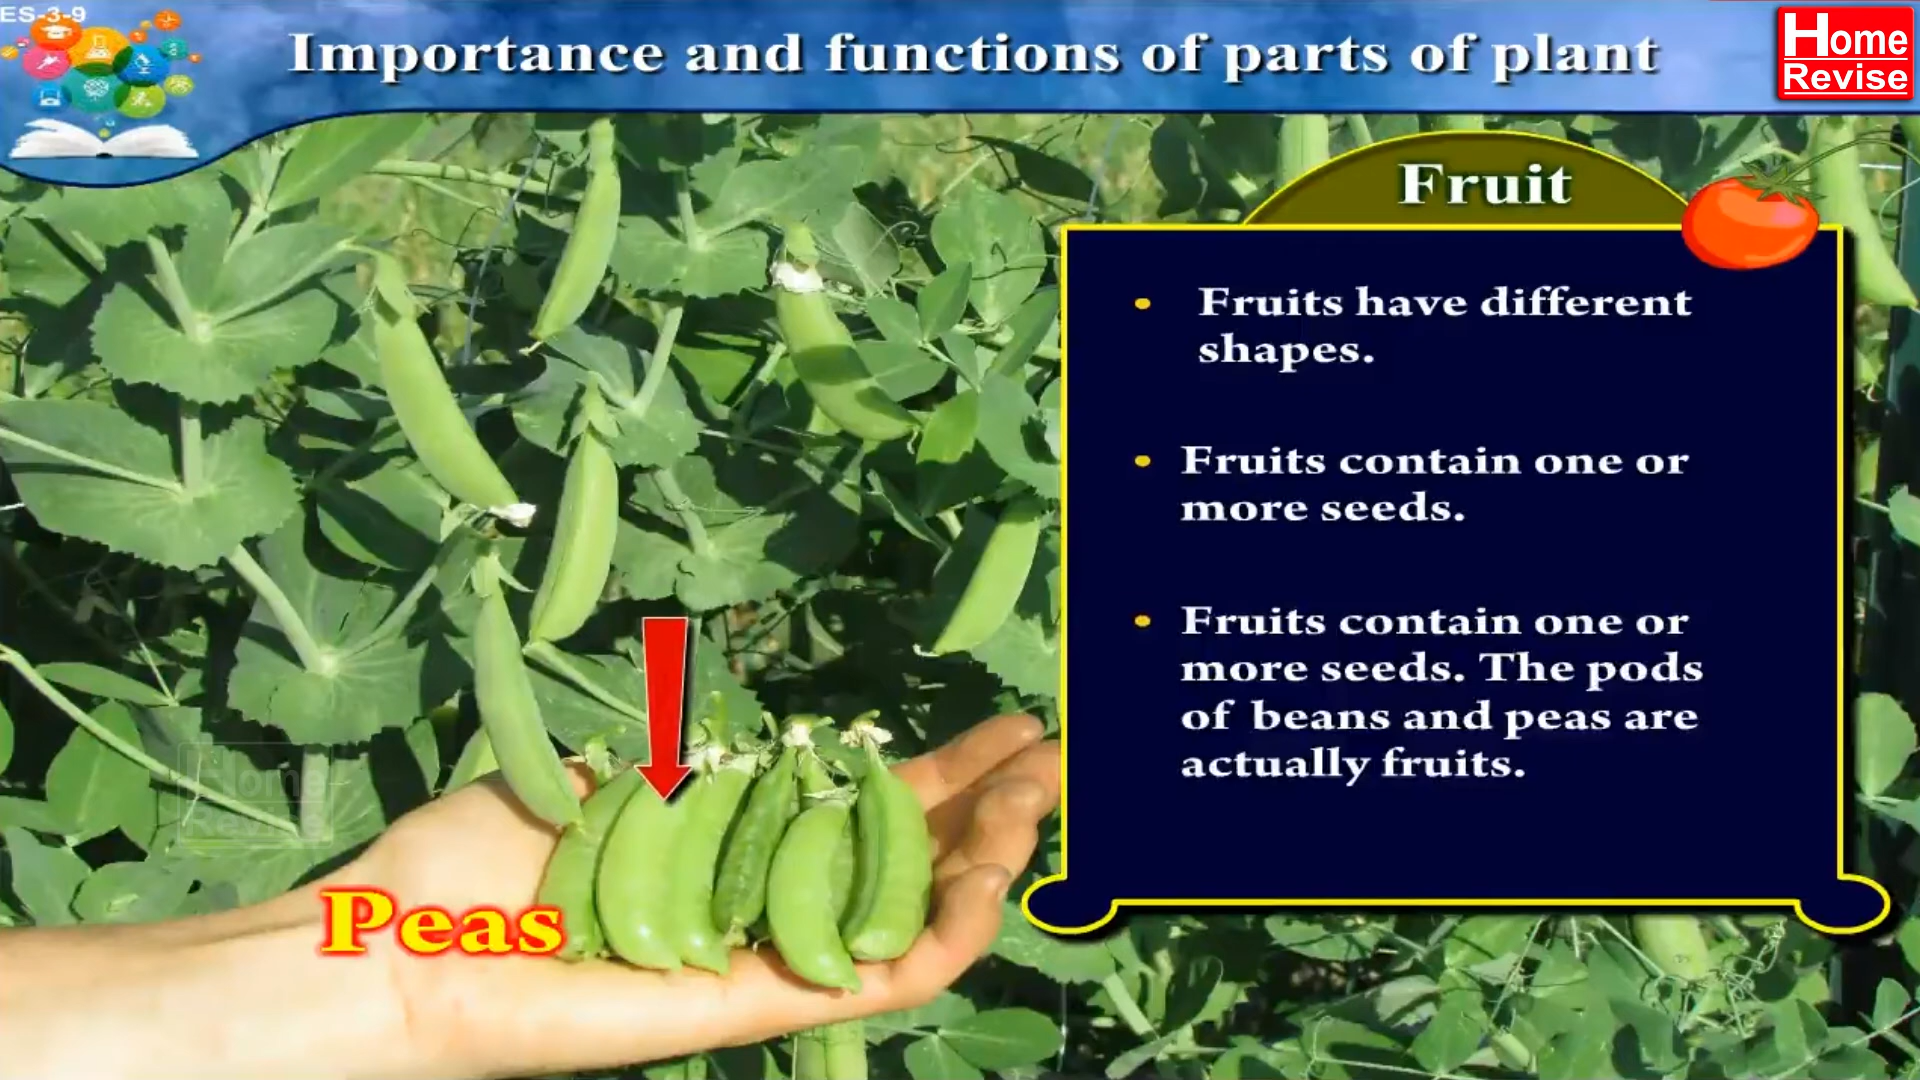 ES-3-9
Importance and functions of parts of plant
Home
Revise
Fruit
• Fruits have different
shapes.
• Fruits contain one or
more seeds.
• Fruits contain one or
more seeds. The pods
of beans and peas are
actually fruits.
Home
Revise
Peas